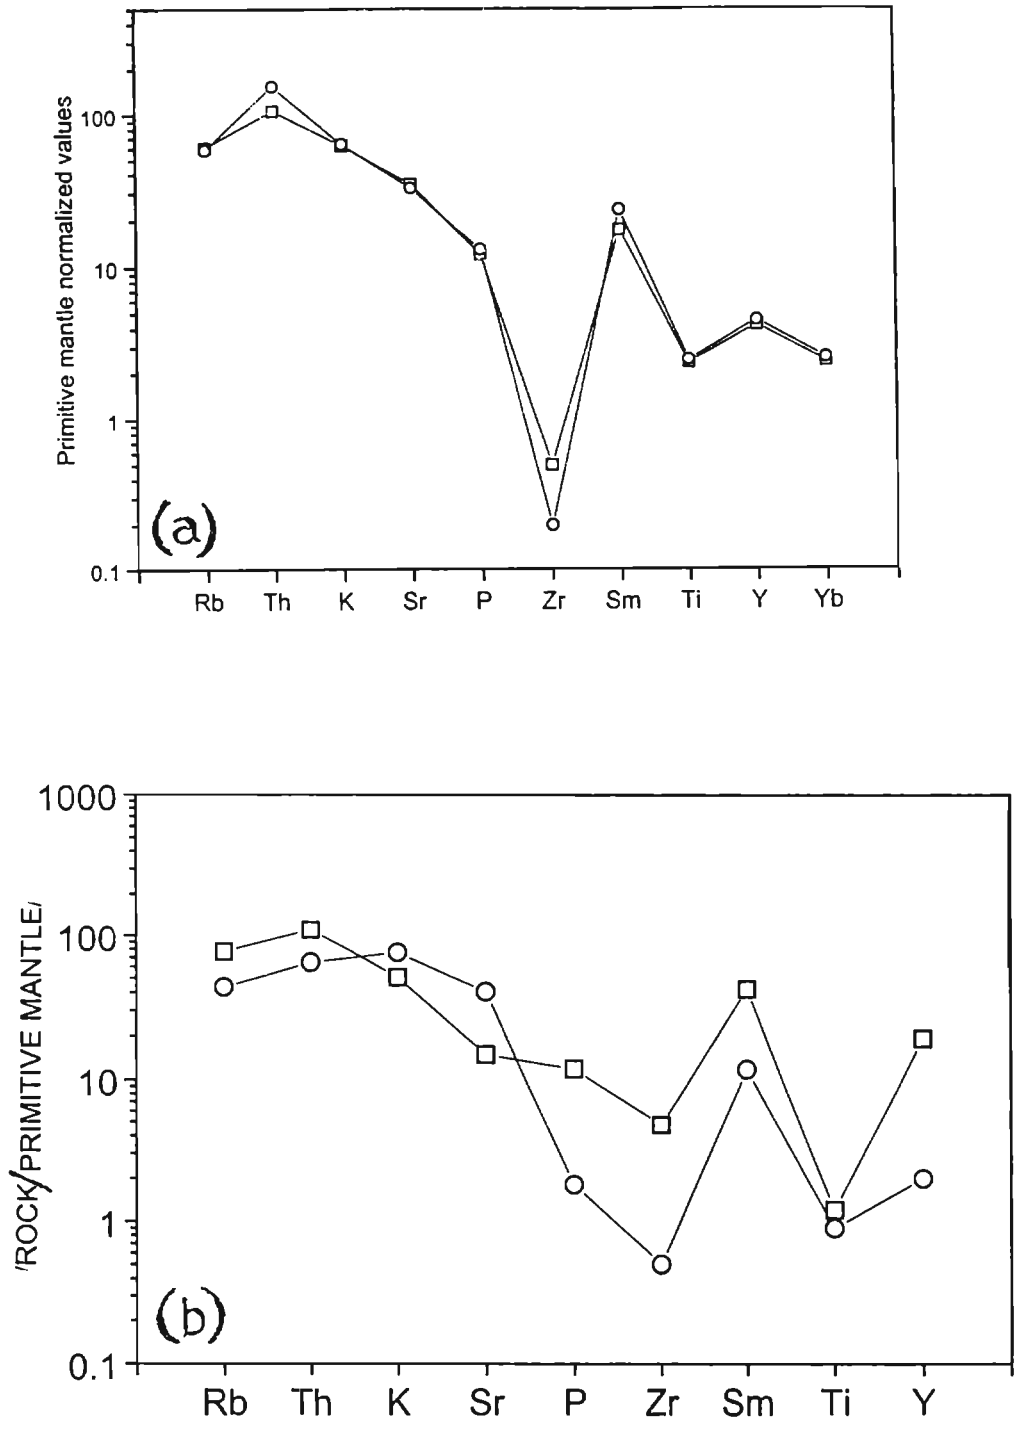 Primitive mantle normalized values
100
10
1
0.1
(a)
Rb Th K Sr P Zr Sm Ti Y Yb
ROCK/PRIMITIVE MANTLE
1000
100
10
1
0.1
(b)
Rb Th K Sr P Zr Sm Ti Y